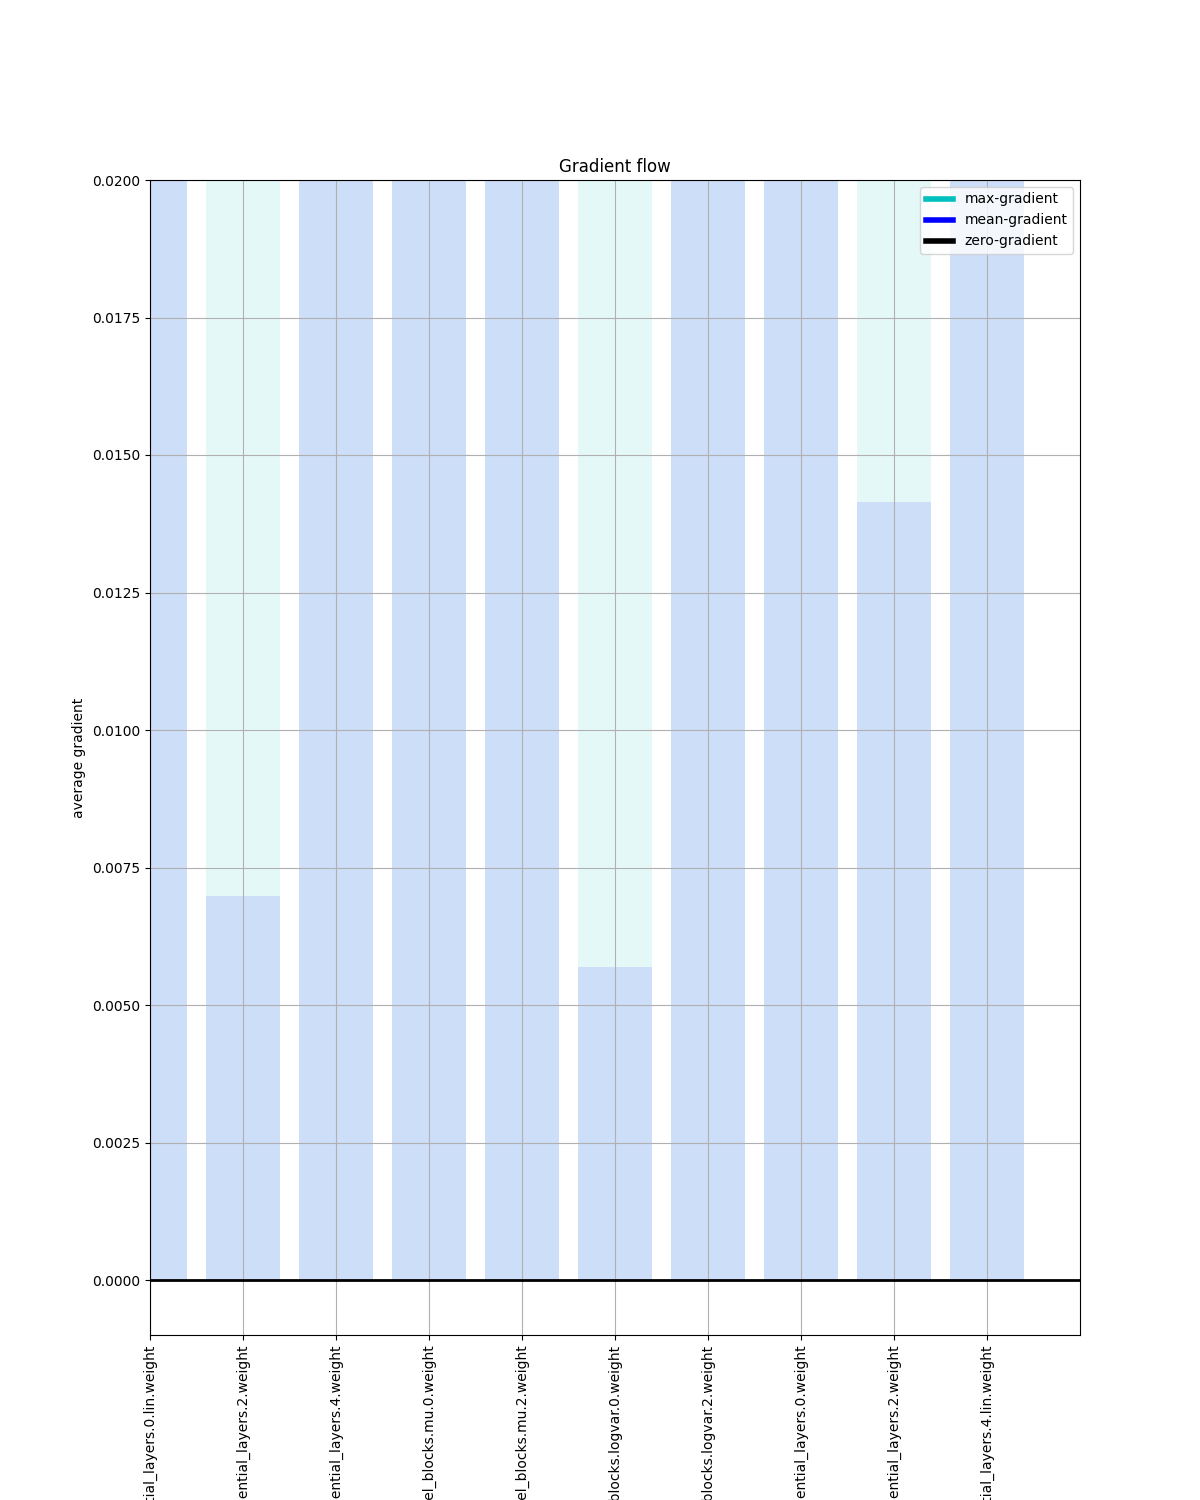 Gradient flow
max-gradient
mean-gradient
zero-gradient
0.0200
0.0175
0.0150
0.0125
0.0100
0.0075
0.0050
0.0025
0.0000
average gradient
tial_layers.0.lin.weight
ential_layers.2.weight
ential_layers.4.weight
el_blocks.mu.0.weight
el_blocks.mu.2.weight
blocks.logvar.0.weight
blocks.logvar.2.weight
ential_layers.0.weight
ential_layers.2.weight
tial_layers.4.lin.weight